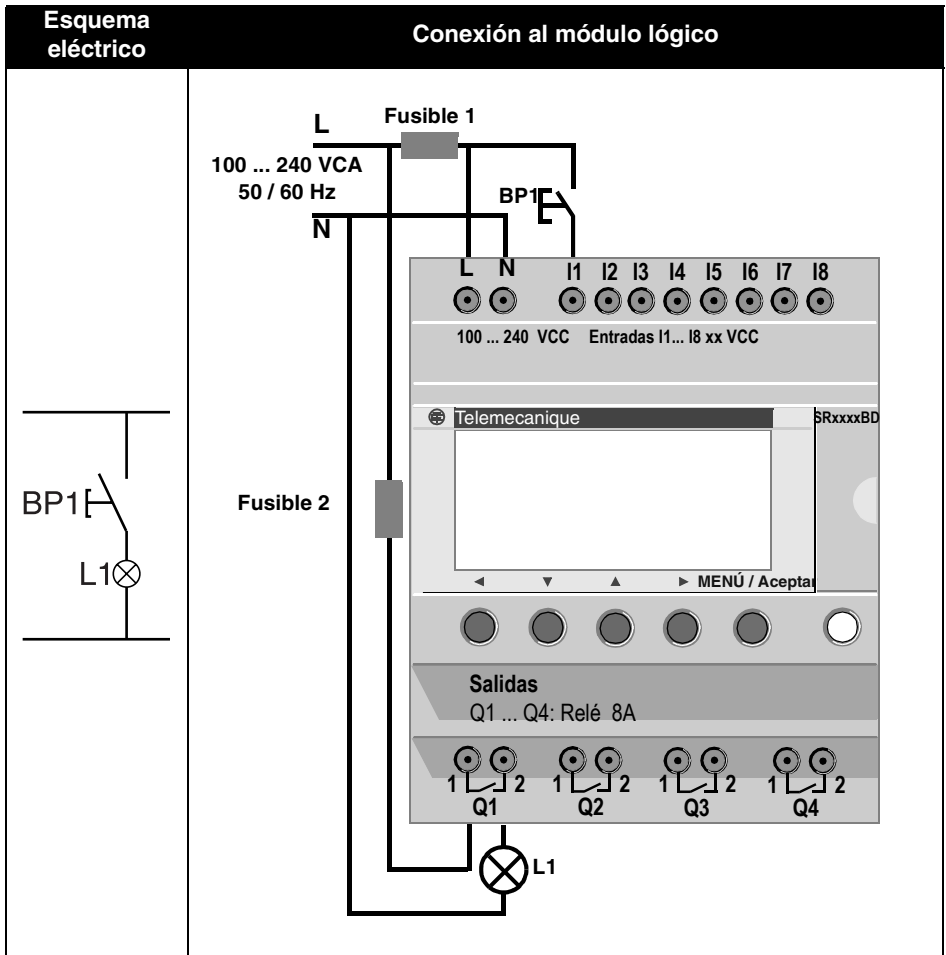 Esquema
eléctrico
Conexión al módulo lógico
L
Fusible 1
100 ... 240 VCA
50 / 60 Hz
N
BP1
L N I1 I2 I3 I4 I5 I6 I7 I8
100 ... 240 VCC Entradas I1... I8 xx VCC
Telemecanique
SRxxxxBD
BP1
L1
Fusible 2
MENÚ / Aceptar
Salidas
Q1 ... Q4: Relé 8A
1 2 1 2 1 2 1 2
Q1 Q2 Q3 Q4
L1